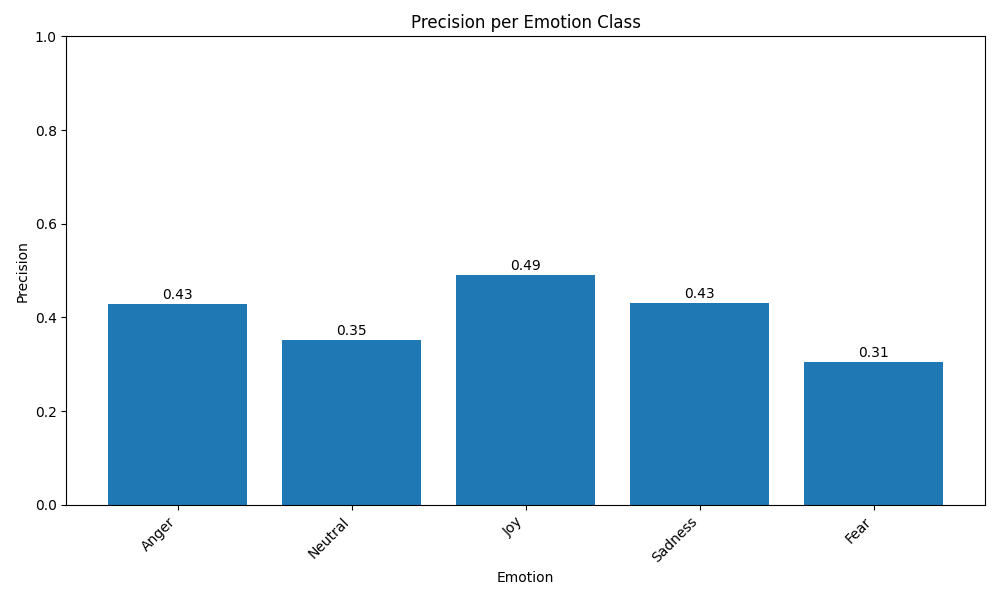 Precision per Emotion Class
1.0
0.8
0.6
0.4
0.2
0.0
Precision
0.43
0.35
0.49
0.43
0.31
Anger
Neutral
Joy
Sadness
Fear
Emotion